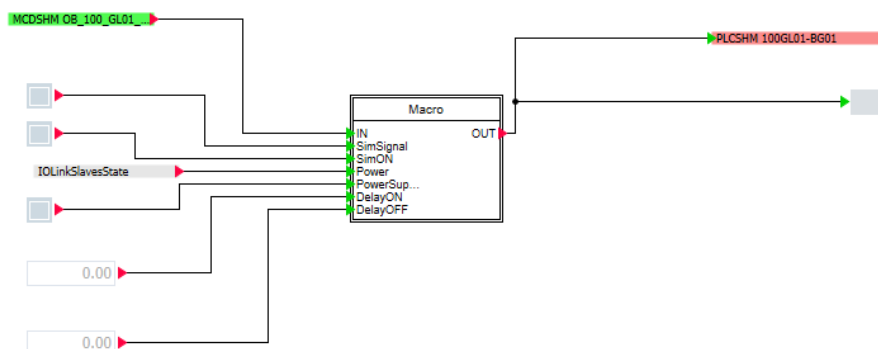 MCDSHM OB_100_GL01_...
PLCSHM 100GL01-BG01
Macro
IN
OUT
SimSignal
SimON
IOLinkSlavesState
Power
PowerSup...
DelayON
DelayOFF
0.00
0.00